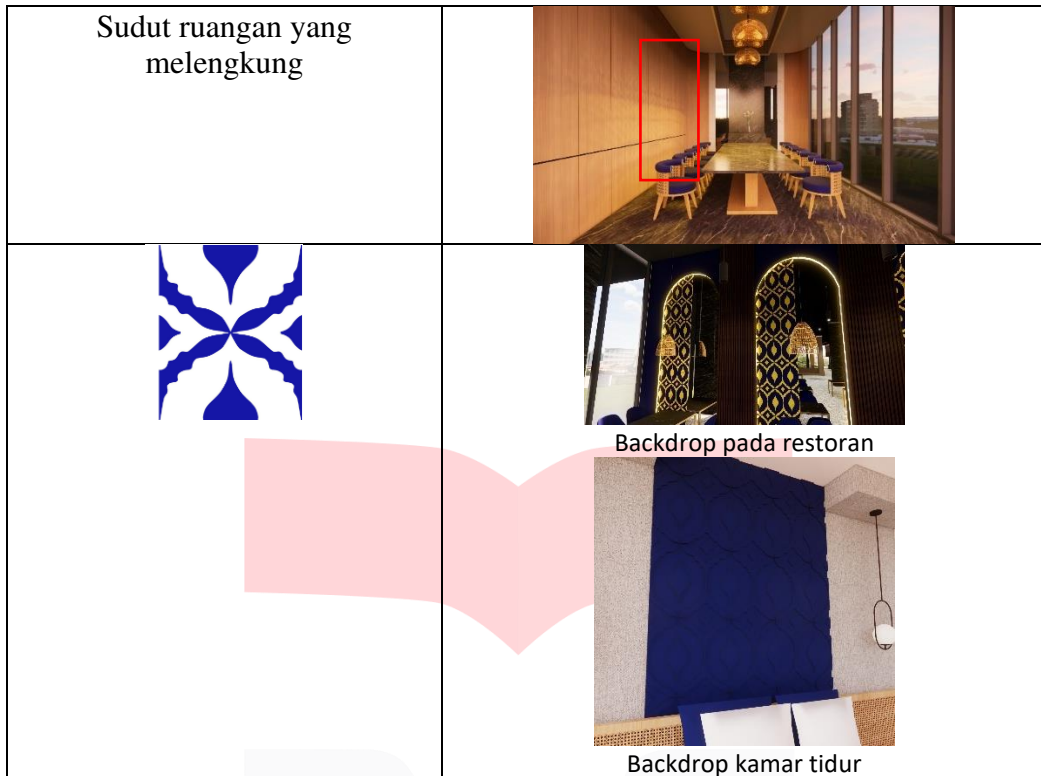 Sudut ruangan yang
melengkung
Backdrop pada restoran
Backdrop kamar tidur